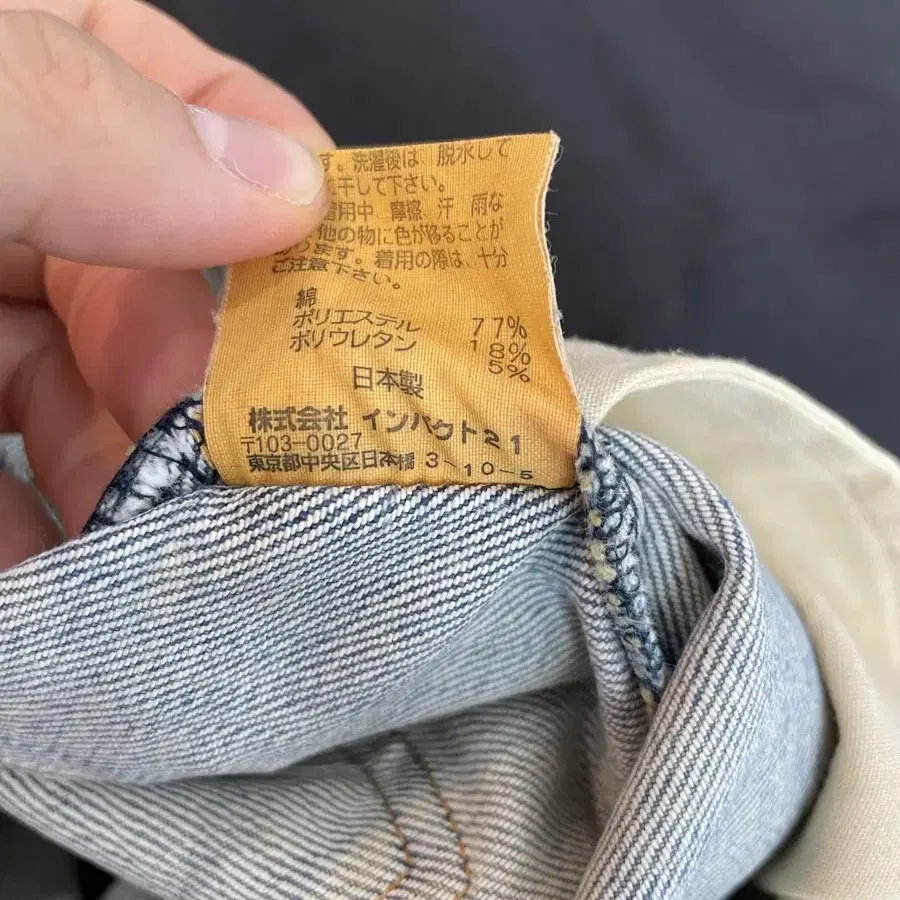 す。洗濯後は、脱水して
に干して下さい。
着用中 摩擦 汗 雨な
他の物に色が移ることが
あります。着用の際は、十分
ご注意下さい。
綿 77%
ポリエステル 18%
ポリウレタン 5%
日本製
株式会社 インパクト21
〒103-0027
東京都中央区日本橋 3-10-5